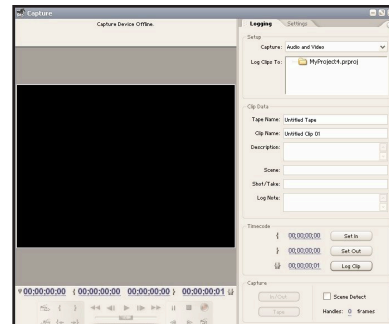 Capture
Capture Device Offline.
Logging Settings
Setup
Capture: Audio and Video
Log Clips To: MyProject4.prproj
Clip Data
Tape Name: Untitled Tape
Clip Name: Untitled Clip 01
Description:
Scene:
Shot/Take:
Log Note:
Timecode
{ 00;00;00;00 Set In
} 00;00;00;00 Set Out
{} 00;00;00;01 Log Clip
Capture
In/Out Scene Detect
Tape Handles: 0 frames
00;00;00;00 { 00;00;00;00 00;00;00;00 } 00;00;00;01 {}